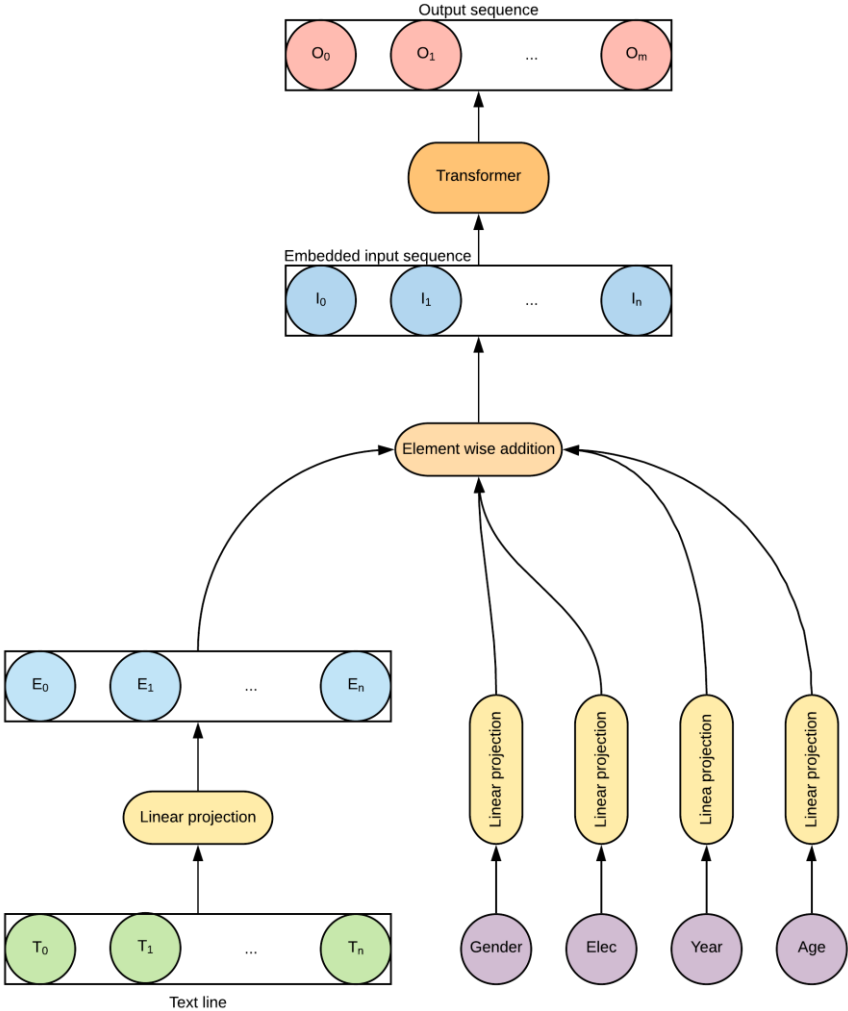 Output sequence
O₀ O₁ ... Oₘ
Transformer
Embedded input sequence
I₀ I₁ ... Iₙ
Element wise addition
E₀ E₁ ... Eₙ
Linear projection
Linear projection
Linear projection
Linea projection
Linear projection
T₀ T₁ ... Tₙ
Gender
Elec
Year
Age
Text line